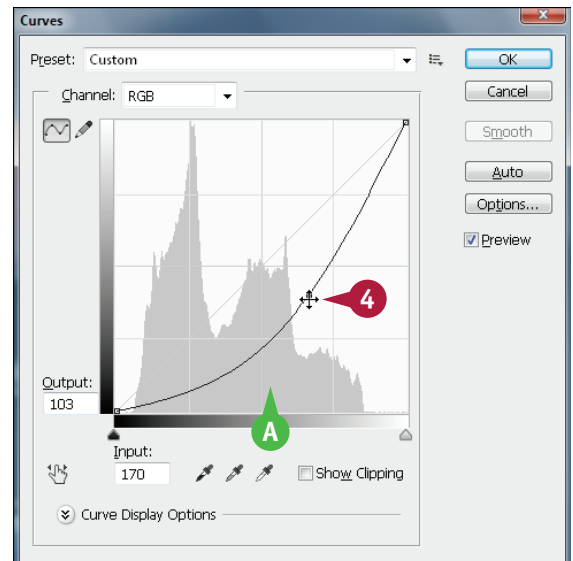 Curves
Preset: Custom
OK
Channel: RGB
Cancel
Smooth
Auto
Options...
Preview
4
A
Output:
103
Input:
170
Show Clipping
Curve Display Options